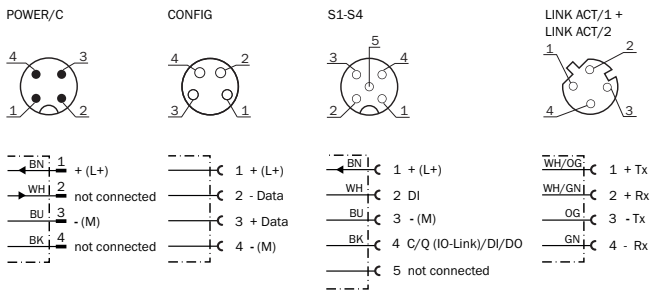 POWER/C
CONFIG
S1-S4
LINK ACT/1 +
LINK ACT/2
4 3
1 2
4 2
3 1
5
3 4
2 1
1 2
4 3
BN 1 + (L+)
WH 2 not connected
BU 3 - (M)
BK 4 not connected
1 + (L+)
2 - Data
3 + Data
4 - (M)
BN 1 + (L+)
WH 2 DI
BU 3 - (M)
BK 4 C/Q (IO-Link)/DI/DO
5 not connected
WH/OG 1 + Tx
WH/GN 2 + Rx
OG 3 - Tx
GN 4 - Rx